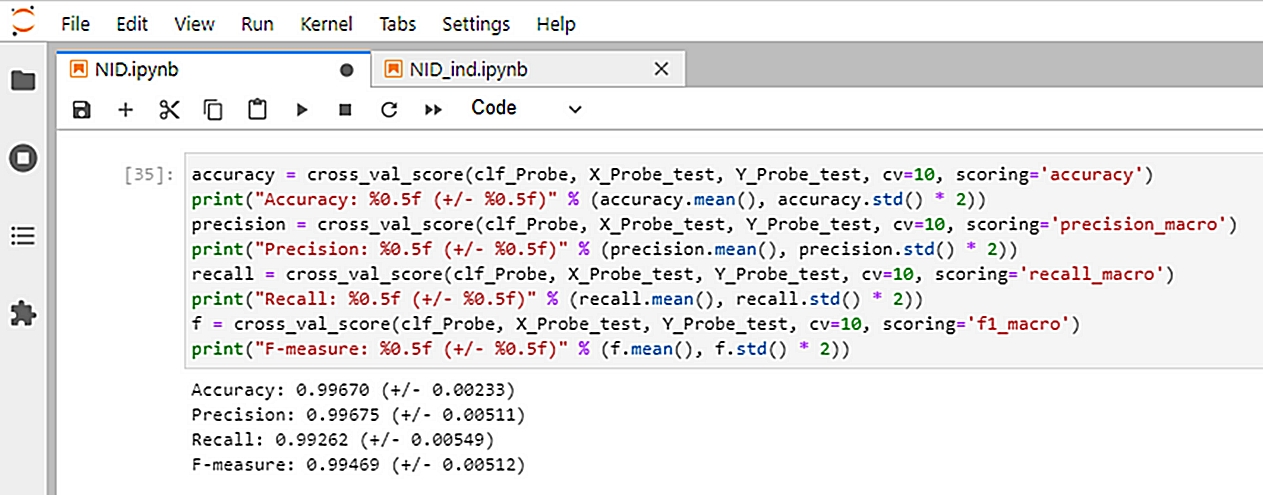 File Edit View Run Kernel Tabs Settings Help
NID.ipynb NID_ind.ipynb
Code
[35]: accuracy = cross_val_score(clf_Probe, X_Probe_test, Y_Probe_test, cv=10, scoring='accuracy')
print("Accuracy: %0.5f (+/- %0.5f)" % (accuracy.mean(), accuracy.std() * 2))
precision = cross_val_score(clf_Probe, X_Probe_test, Y_Probe_test, cv=10, scoring='precision_macro')
print("Precision: %0.5f (+/- %0.5f)" % (precision.mean(), precision.std() * 2))
recall = cross_val_score(clf_Probe, X_Probe_test, Y_Probe_test, cv=10, scoring='recall_macro')
print("Recall: %0.5f (+/- %0.5f)" % (recall.mean(), recall.std() * 2))
f = cross_val_score(clf_Probe, X_Probe_test, Y_Probe_test, cv=10, scoring='f1_macro')
print("F-measure: %0.5f (+/- %0.5f)" % (f.mean(), f.std() * 2))
Accuracy: 0.99670 (+/- 0.00233)
Precision: 0.99675 (+/- 0.00511)
Recall: 0.99262 (+/- 0.00549)
F-measure: 0.99469 (+/- 0.00512)